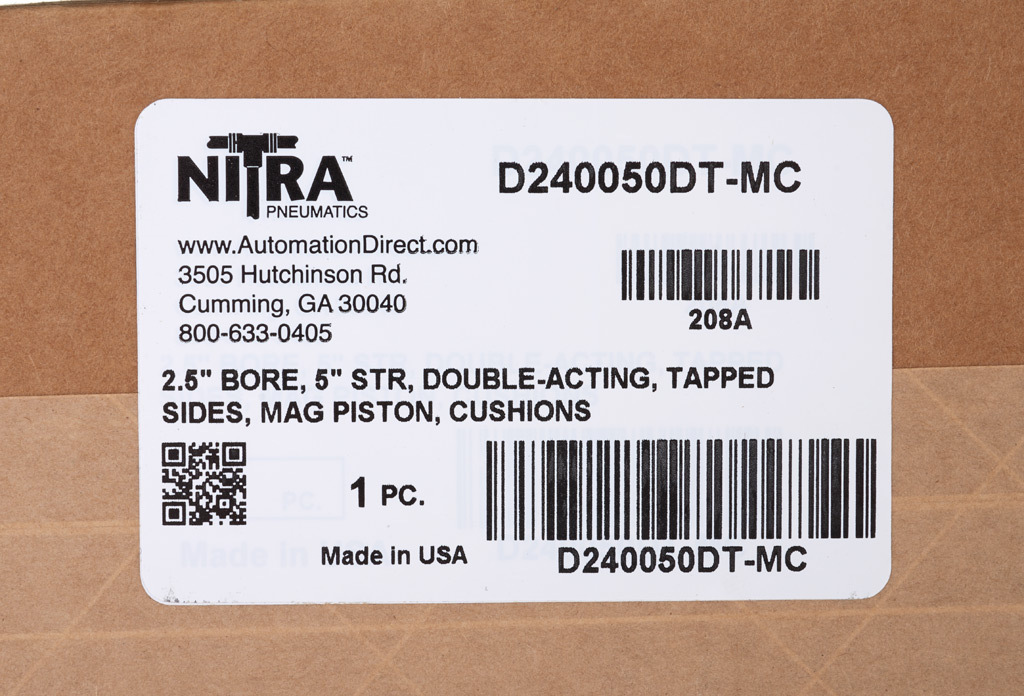 NITRA™
PNEUMATICS
D240050DT-MC
www.AutomationDirect.com
3505 Hutchinson Rd.
Cumming, GA 30040
800-633-0405
208A
2.5" BORE, 5" STR, DOUBLE-ACTING, TAPPED
SIDES, MAG PISTON, CUSHIONS
1 PC.
Made in USA
D240050DT-MC